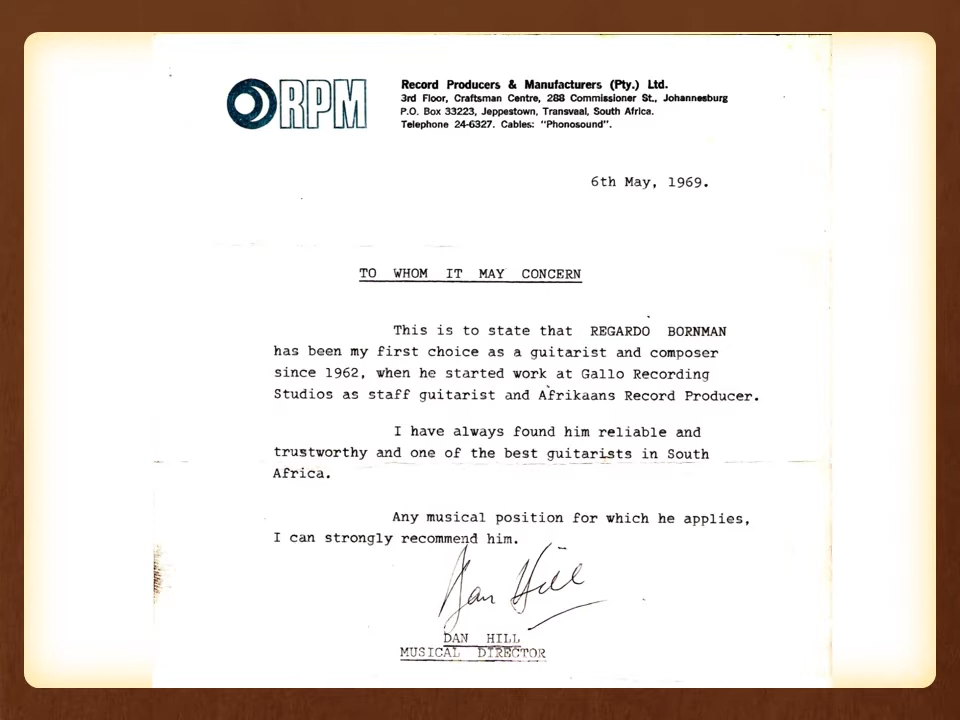 RPM
Record Producers & Manufacturers (Pty.) Ltd.
3rd Floor, Craftsman Centre, 288 Commissioner St., Johannesburg
P.O. Box 33223, Jeppestown, Transvaal, South Africa.
Telephone 24-6327. Cables: "Phonosound".
6th May, 1969.
TO WHOM IT MAY CONCERN
This is to state that REGARDO BORNMAN
has been my first choice as a guitarist and composer
since 1962, when he started work at Gallo Recording
Studios as staff guitarist and Afrikaans Record Producer.
I have always found him reliable and
trustworthy and one of the best guitarists in South
Africa.
Any musical position for which he applies,
I can strongly recommend him.
Dan Hill
DAN HILL
MUSICAL DIRECTOR